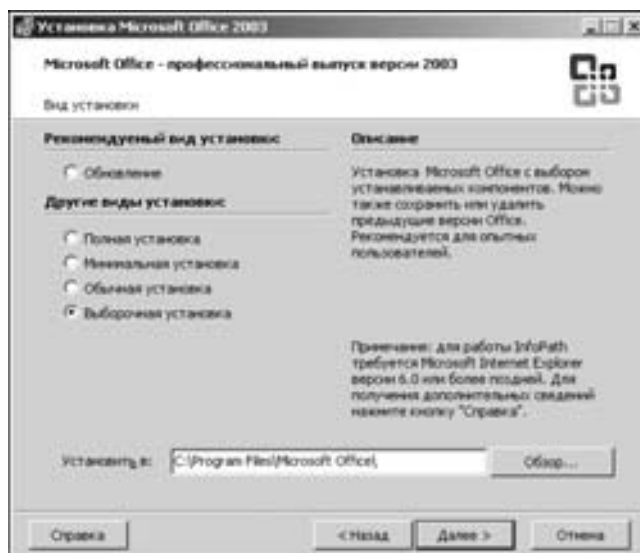 Установка Microsoft Office 2003
Microsoft Office - профессиональный выпуск версии 2003
Вид установки
Рекомендуемый вид установки:
Обновление
Другие виды установки:
Полная установка
Минимальная установка
Обычная установка
Выборочная установка
Описание
Установка Microsoft Office с выбором
устанавливаемых компонентов. Можно
также сохранить или удалить
предыдущие версии Office.
Рекомендуется для опытных
пользователей.
Примечание: для работы InfoPath
требуется Microsoft Internet Explorer
версии 6.0 или более поздней. Для
получения дополнительных сведений
нажмите кнопку "Справка".
Установить в: C:\Program Files\Microsoft Office\ Обзор...
Справка < Назад Далее > Отмена